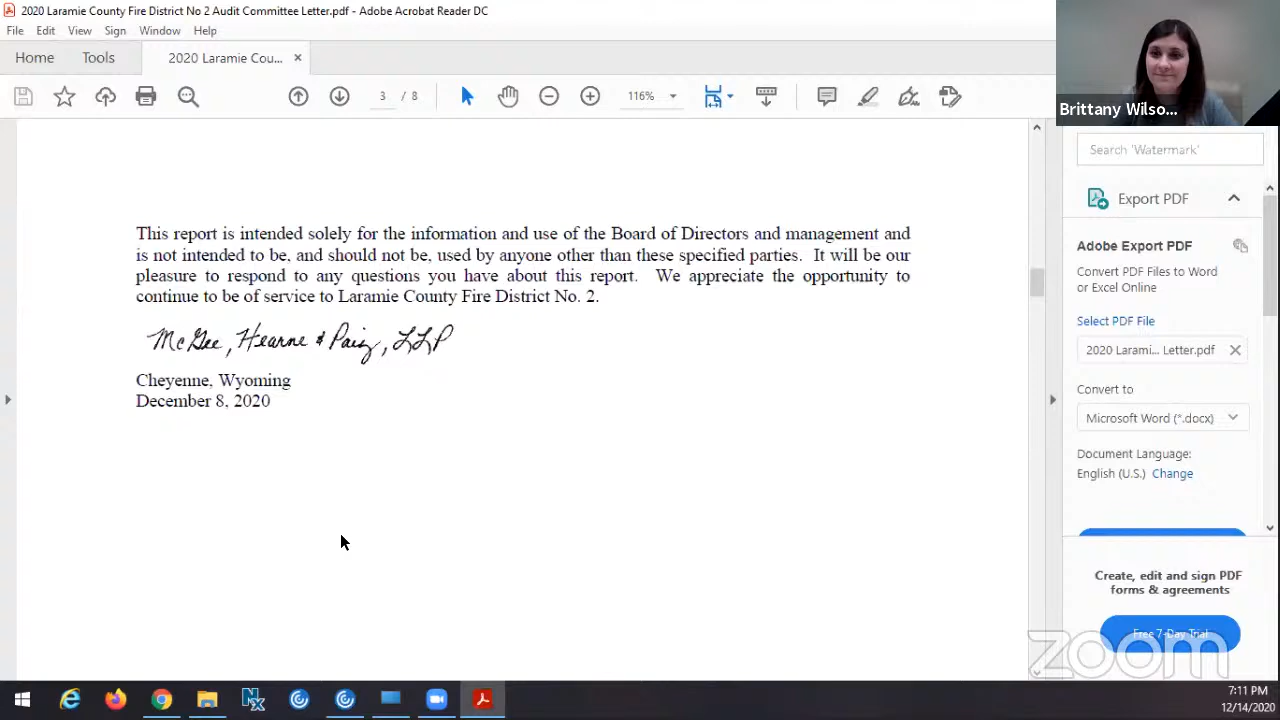 2020 Laramie County Fire District No 2 Audit Committee Letter.pdf - Adobe Acrobat Reader DC
File Edit View Sign Window Help
Home Tools 2020 Laramie Cou... ×
3 / 8 116%
Brittany Wilso...
Search 'Watermark'
Export PDF
Adobe Export PDF
Convert PDF Files to Word
or Excel Online
Select PDF File
2020 Larami... Letter.pdf
Convert to
Microsoft Word (*.docx)
Document Language:
English (U.S.) Change
Create, edit and sign PDF
forms & agreements
Free 7-Day Trial
This report is intended solely for the information and use of the Board of Directors and management and
is not intended to be, and should not be, used by anyone other than these specified parties. It will be our
pleasure to respond to any questions you have about this report. We appreciate the opportunity to
continue to be of service to Laramie County Fire District No. 2.
McGee, Hearne & Paiz, LLP
Cheyenne, Wyoming
December 8, 2020
zoom
7:11 PM
12/14/2020